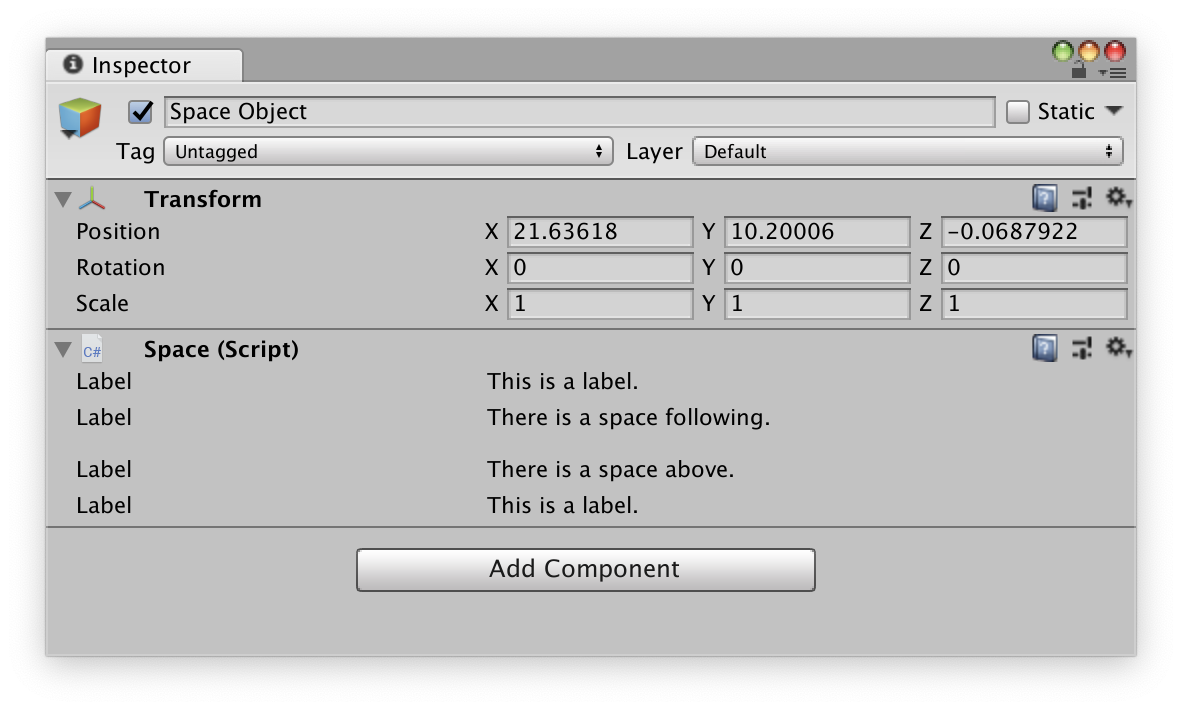 Inspector
Space Object Static
Tag Untagged Layer Default
Transform
Position X 21.63618 Y 10.20006 Z -0.0687922
Rotation X 0 Y 0 Z 0
Scale X 1 Y 1 Z 1
C# Space (Script)
Label This is a label.
Label There is a space following.
Label There is a space above.
Label This is a label.
Add Component